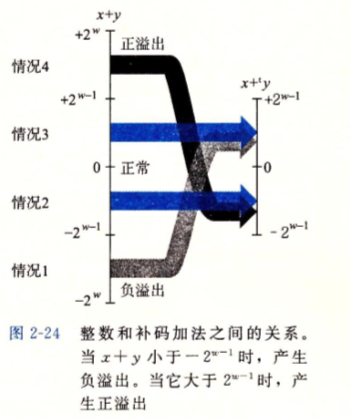 x+y
+2^w
正溢出
情况4
x+^t y
+2^{w-1}
+2^{w-1}
情况3
0
正常
0
情况2
-2^{w-1}
-2^{w-1}
情况1
负溢出
-2^w
图 2-24 整数和补码加法之间的关系。
当 x+y 小于-2^{w-1}时，产生
负溢出。当它大于 2^{w-1}时，产
生正溢出